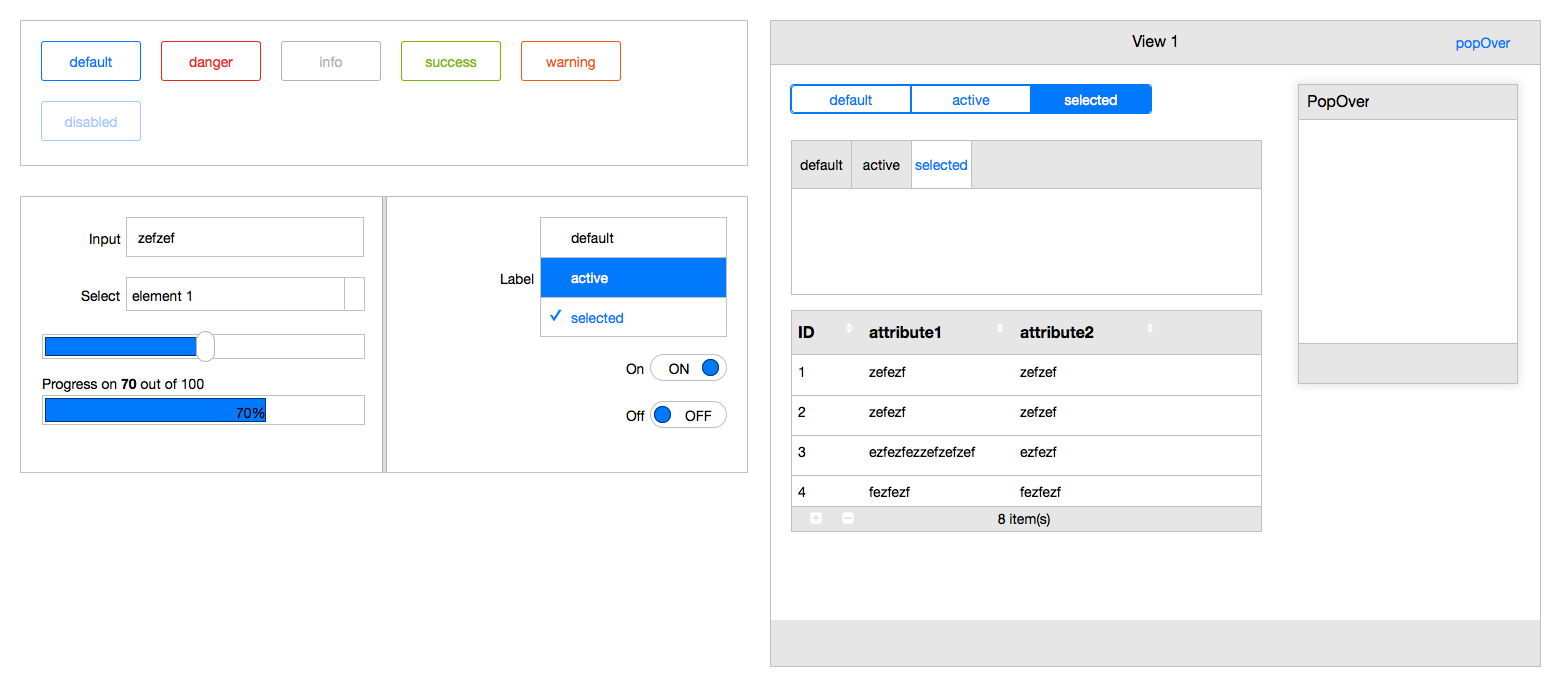 default danger info success warning
disabled
Input zefzef
Select element 1
Progress on 70 out of 100
70%
Label
default
active
selected
On ON
Off OFF
View 1 popOver
default active selected
default active selected
ID attribute1 attribute2
1 zefezf zefzef
2 zefezf zefzef
3 ezfezfezzefzefzef ezfezf
4 fezfezf fezfezf
8 item(s)
PopOver